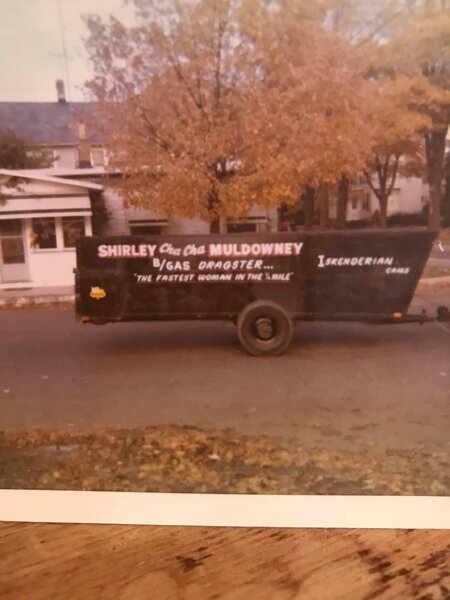 SHIRLEY Cha Cha MULDOWNEY
B/GAS DRAGSTER...
"THE FASTEST WOMAN IN THE ¼ MILE"
ISKENDERIAN
CAMS